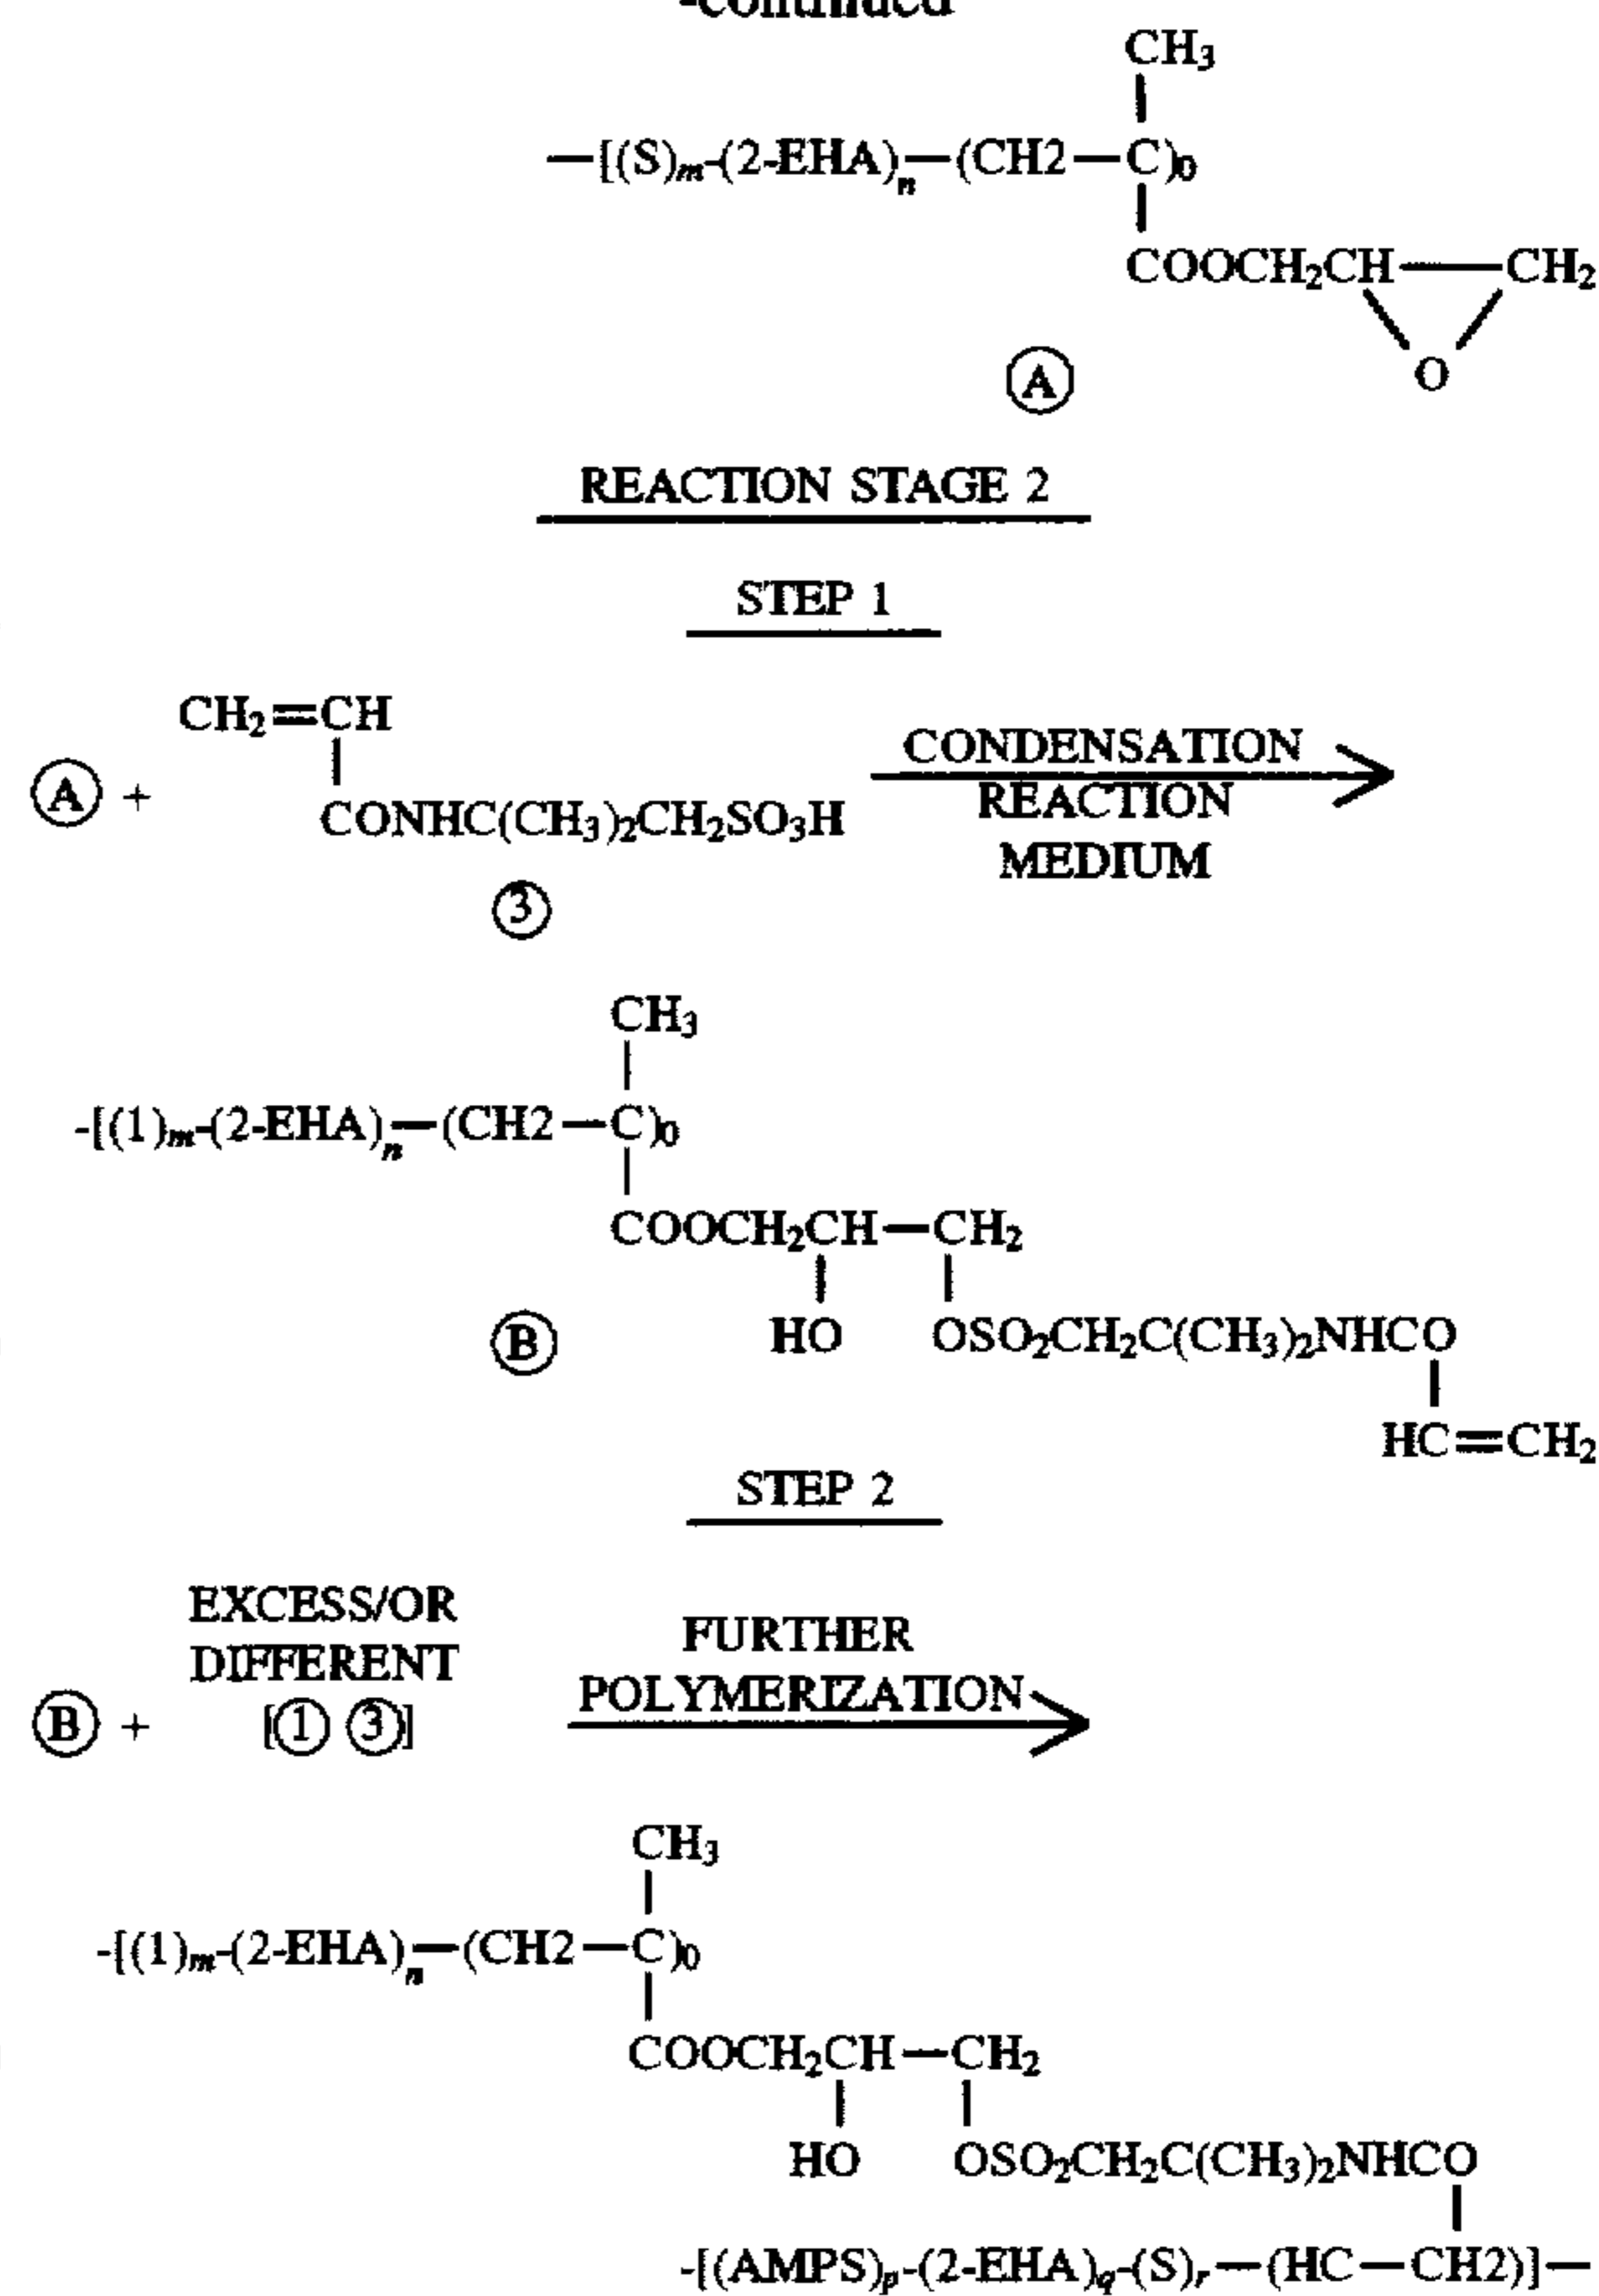 -continued
CH3
—[(S)m-(2-EHA)n—(CH2—C)0
COOCH2CH—CH2
O
A
REACTION STAGE 2
STEP 1
CH2=CH
A +
CONHC(CH3)2CH2SO3H
3
CONDENSATION
REACTION
MEDIUM
CH3
-[(1)m-(2-EHA)n—(CH2—C)0
COOCH2CH—CH2
B
HO OSO2CH2C(CH3)2NHCO
HC=CH2
STEP 2
EXCESS/OR
DIFFERENT
B + [1 3]
FURTHER
POLYMERIZATION
CH3
-[(1)m-(2-EHA)n—(CH2—C)0
COOCH2CH—CH2
HO OSO2CH2C(CH3)2NHCO
-[(AMPS)p-(2-EHA)q-(S)r—(HC—CH2)]—